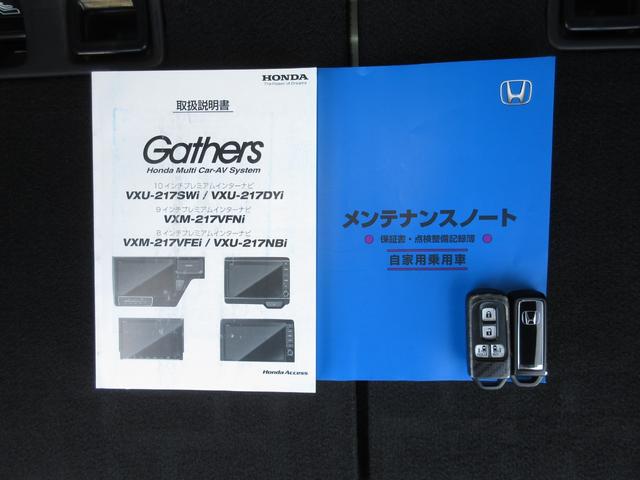 HONDA
The Power of Dreams
取扱説明書
Gathers
Honda Multi Car-AV System
10インチプレミアムインターナビ
VXU-217SWi / VXU-217DYi
9インチプレミアムインターナビ
VXM-217VFNi
8インチプレミアムインターナビ
VXM-217VFEi / VXU-217NBi
Honda Access
メンテナンスノート
保証書・点検整備記録簿
自家用乗用車